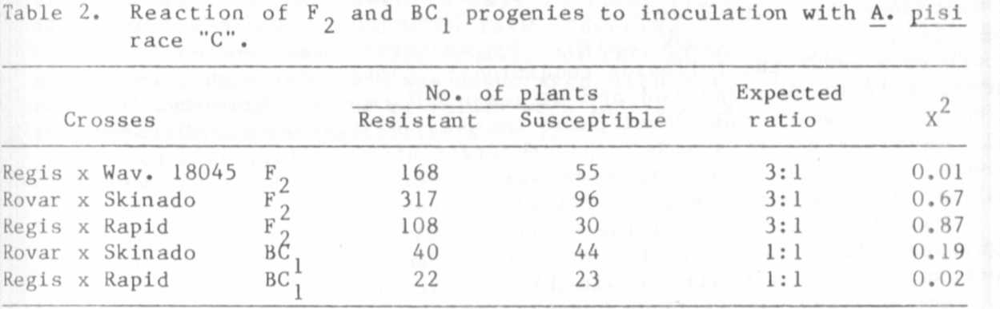 Table 2. Reaction of F2 and BC1 progenies to inoculation with A. pisi
race "C".
No. of plants Expected
Crosses Resistant Susceptible ratio X2
Regis x Wav. 18045 F2 168 55 3:1 0.01
Rovar x Skinado F2 317 96 3:1 0.67
Regis x Rapid F2 108 30 3:1 0.87
Rovar x Skinado BC1 40 44 1:1 0.19
Regis x Rapid BC1 22 23 1:1 0.02